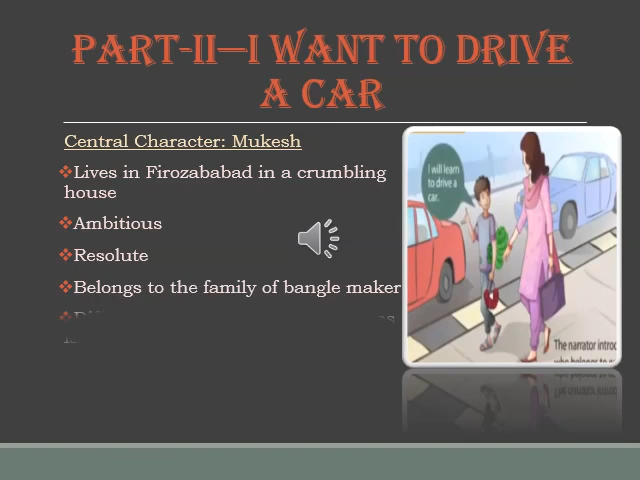 PART-II—I WANT TO DRIVE
A CAR
Central Character: Mukesh
Lives in Firozababad in a crumbling
house
Ambitious
Resolute
Belongs to the family of bangle maker
I will learn
to drive a
car.
The narrator introd